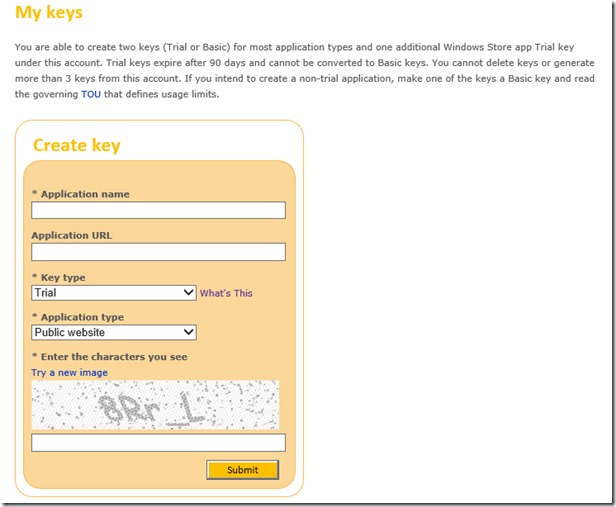 My keys
You are able to create two keys (Trial or Basic) for most application types and one additional Windows Store app Trial key
under this account. Trial keys expire after 90 days and cannot be converted to Basic keys. You cannot delete keys or generate
more than 3 keys from this account. If you intend to create a non-trial application, make one of the keys a Basic key and read
the governing TOU that defines usage limits.
Create key
* Application name
Application URL
* Key type
Trial What's This
* Application type
Public website
* Enter the characters you see
Try a new image
Submit